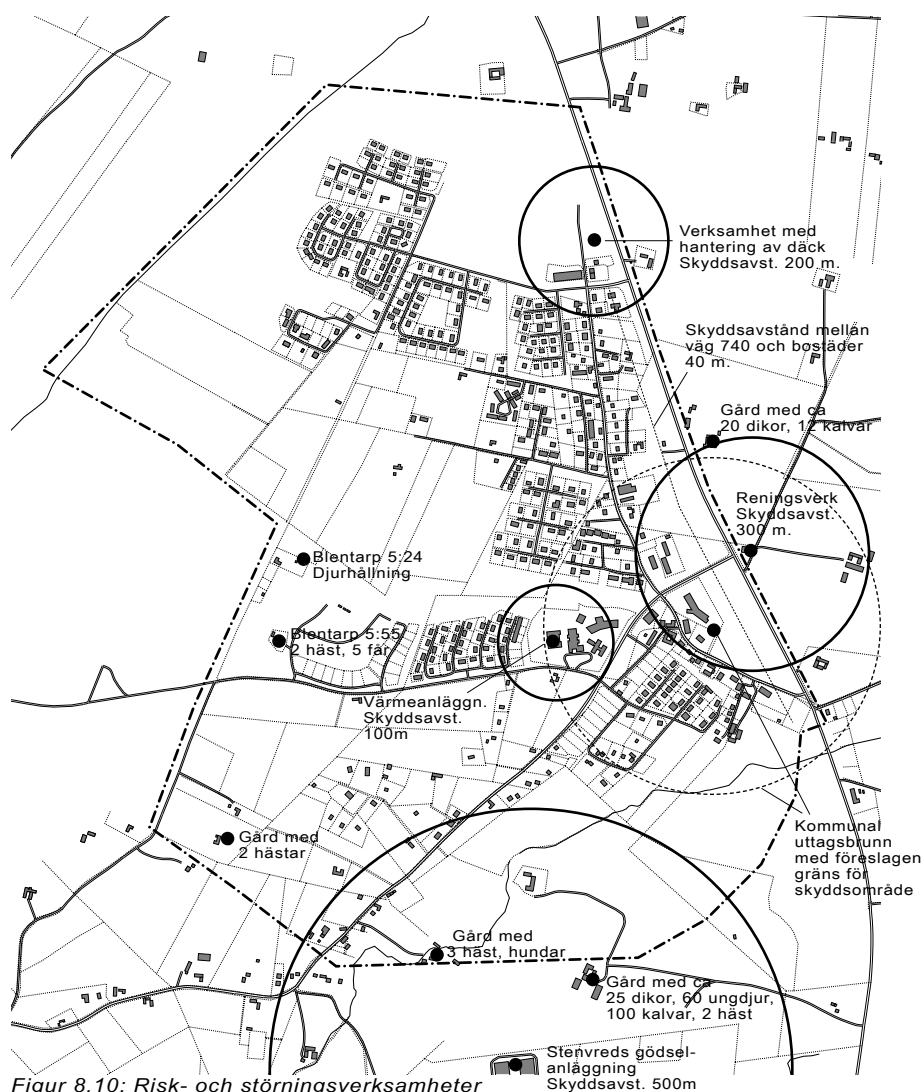 Verksamhet med
hantering av däck
Skyddsavst. 200 m.
Skyddsavstånd mellan
väg 740 och bostäder
40 m.
Gård med ca
20 dikor, 12 kalvar
Reningsverk
Skyddsavst.
300 m.
Blentarp 5:24
Djurhållning
Blentarp 5:55
2 häst, 5 får
Värmeanläggn.
Skyddsavst.
100m
Kommunal
uttagsbrunn
med föreslagen
gräns för
skyddsområde
Gård med
2 hästar
Gård med
3 häst, hundar
Gård med ca
25 dikor, 60 ungdjur,
100 kalvar, 2 häst
Stenvreds gödsel-
anläggning
Skyddsavst. 500m
Figur 8.10: Risk- och störningsverksamheter